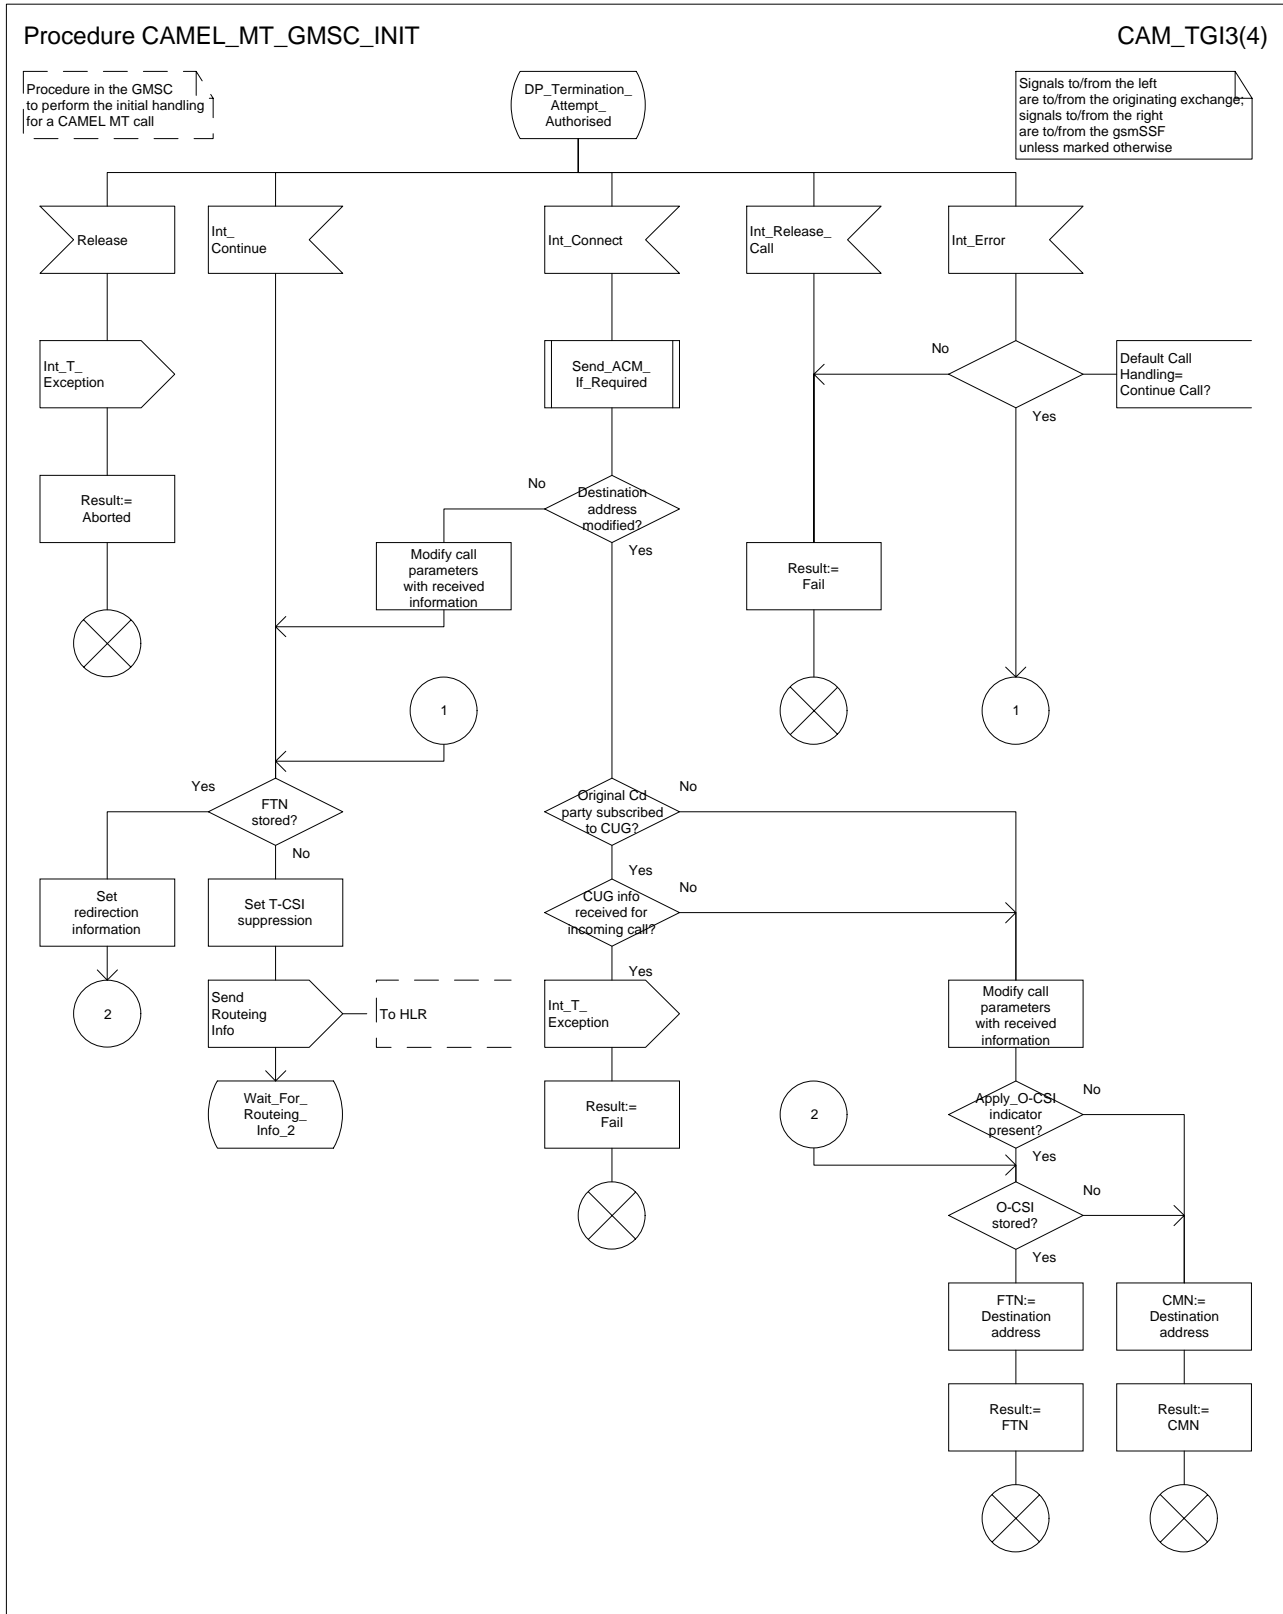 Procedure CAMEL_MT_GMSC_INIT
CAM_TGI3(4)
Procedure in the GMSC
to perform the initial handling
for a CAMEL MT call
DP_Termination_
Attempt_
Authorised
Signals to/from the left
are to/from the originating exchange;
signals to/from the right
are to/from the gsmSSF
unless marked otherwise
Release
Int_
Continue
Int_Connect
Int_Release_
Call
Int_Error
Int_T_
Exception
Send_ACM_
If_Required
No
Default Call
Handling=
Continue Call?
Yes
Result:=
Aborted
No
Destination
address
modified?
Yes
Modify call
parameters
with received
information
Result:=
Fail
1
1
Yes
FTN
stored?
No
Original Cd
party subscribed
to CUG?
No
Yes
Set
redirection
information
Set T-CSI
suppression
CUG info
received for
incoming call?
No
Yes
2
Send
Routeing
Info
To HLR
Int_T_
Exception
Modify call
parameters
with received
information
Wait_For_
Routeing_
Info_2
Result:=
Fail
2
Apply_O-CSI
indicator
present?
No
Yes
O-CSI
stored?
No
Yes
FTN:=
Destination
address
CMN:=
Destination
address
Result:=
FTN
Result:=
CMN